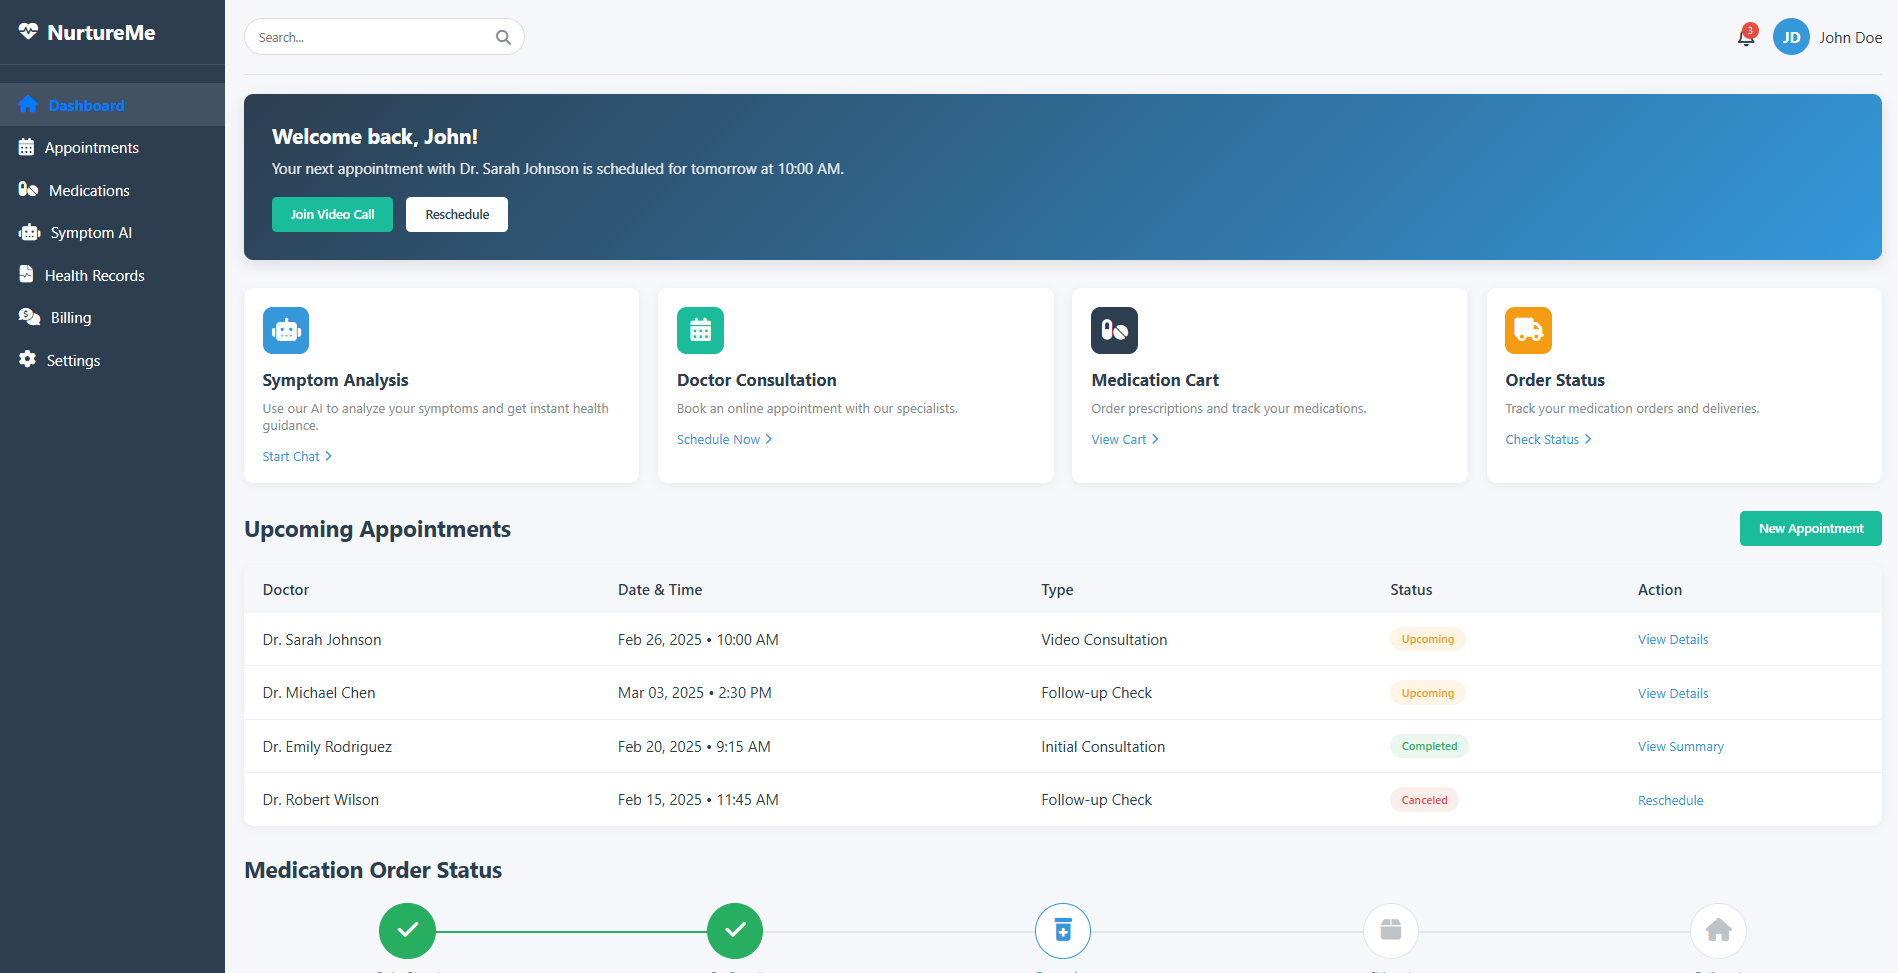 NurtureMe
Search...
3
JD
John Doe
Dashboard
Appointments
Medications
Symptom AI
Health Records
Billing
Settings
Welcome back, John!
Your next appointment with Dr. Sarah Johnson is scheduled for tomorrow at 10:00 AM.
Join Video Call
Reschedule
Symptom Analysis
Use our AI to analyze your symptoms and get instant health
guidance.
Start Chat
Doctor Consultation
Book an online appointment with our specialists.
Schedule Now
Medication Cart
Order prescriptions and track your medications.
View Cart
Order Status
Track your medication orders and deliveries.
Check Status
Upcoming Appointments
New Appointment
Doctor Date & Time Type Status Action
Dr. Sarah Johnson Feb 26, 2025 • 10:00 AM Video Consultation Upcoming View Details
Dr. Michael Chen Mar 03, 2025 • 2:30 PM Follow-up Check Upcoming View Details
Dr. Emily Rodriguez Feb 20, 2025 • 9:15 AM Initial Consultation Completed View Summary
Dr. Robert Wilson Feb 15, 2025 • 11:45 AM Follow-up Check Canceled Reschedule
Medication Order Status